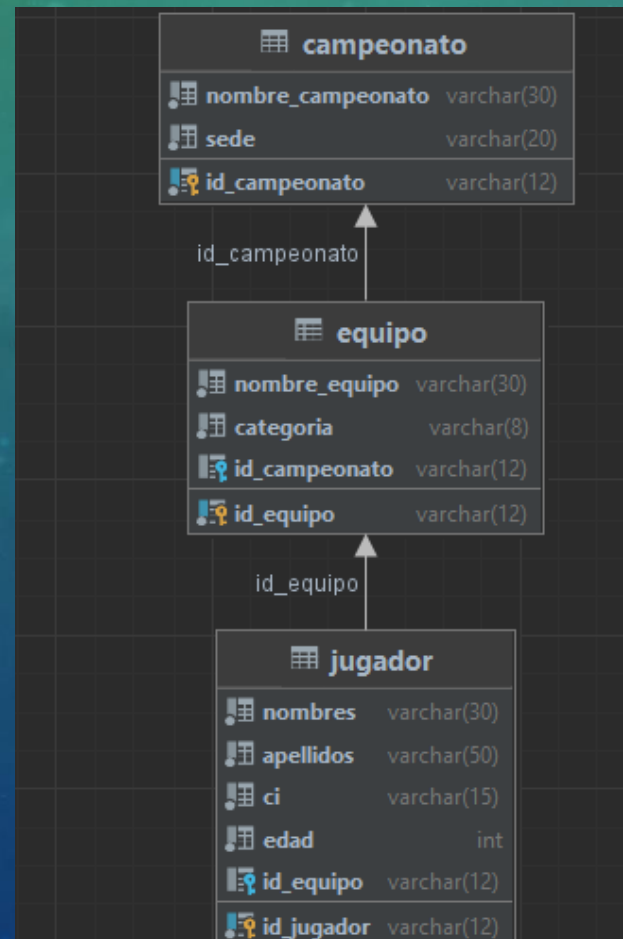 campeonato
nombre_campeonato varchar(30)
sede varchar(20)
id_campeonato varchar(12)
id_campeonato
equipo
nombre_equipo varchar(30)
categoria varchar(8)
id_campeonato varchar(12)
id_equipo varchar(12)
id_equipo
jugador
nombres varchar(30)
apellidos varchar(50)
ci varchar(15)
edad int
id_equipo varchar(12)
id_jugador varchar(12)